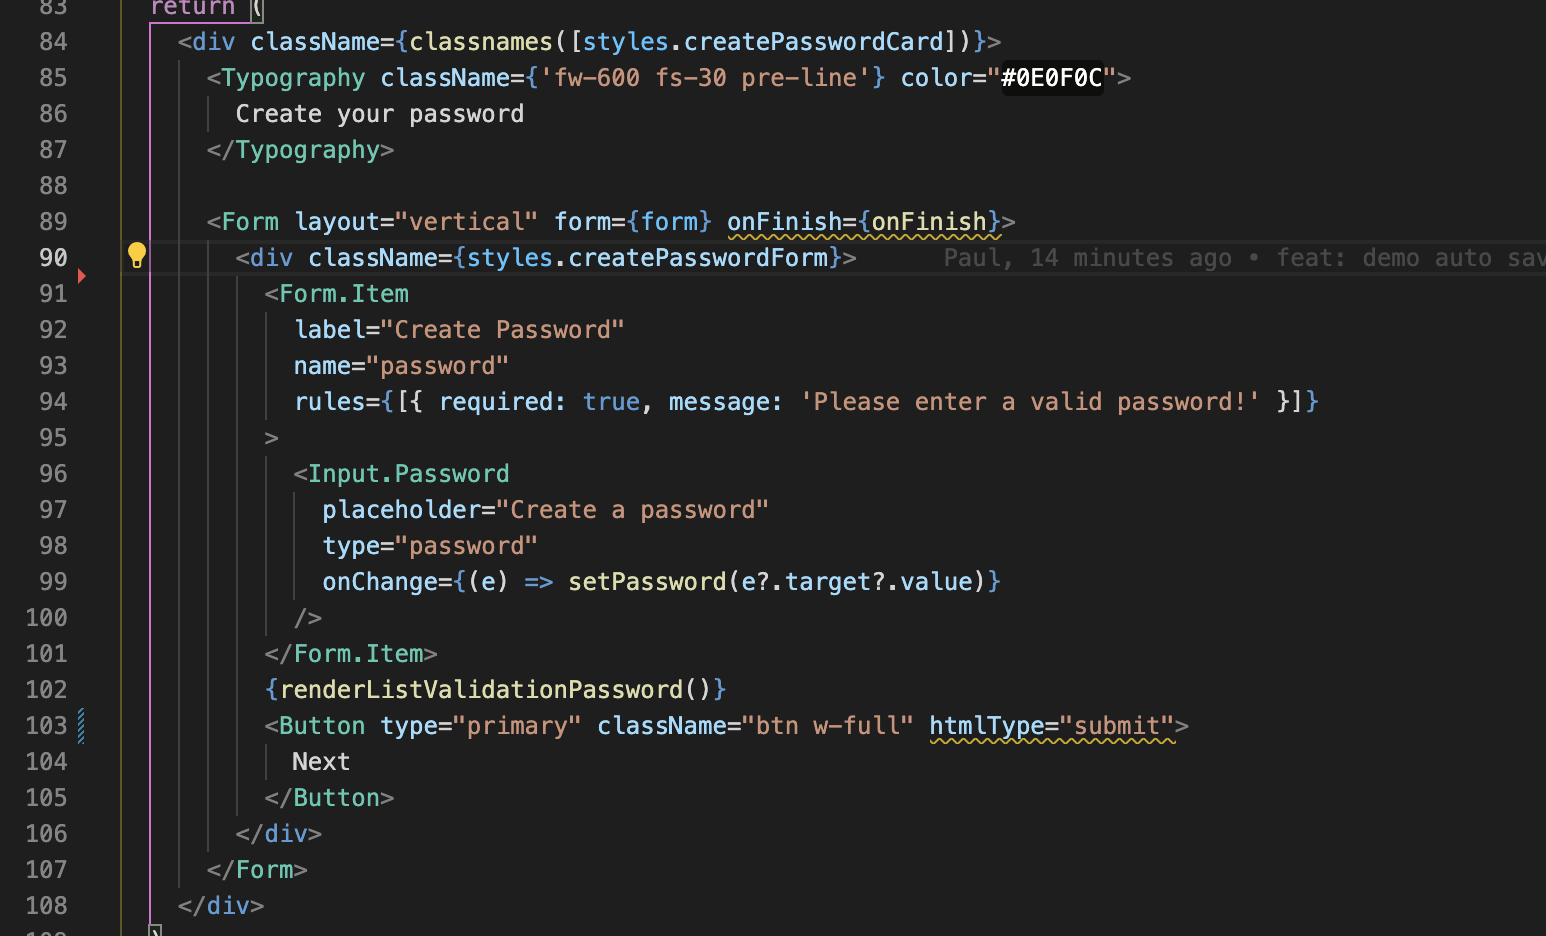 83 return (
84 <div className={classnames([styles.createPasswordCard])}>
85 <Typography className={'fw-600 fs-30 pre-line'} color="#0E0F0C">
86 Create your password
87 </Typography>
88
89 <Form layout="vertical" form={form} onFinish={onFinish}>
90 <div className={styles.createPasswordForm}> Paul, 14 minutes ago • feat: demo auto sav
91 <Form.Item
92 label="Create Password"
93 name="password"
94 rules={[{ required: true, message: 'Please enter a valid password!' }]}
95 >
96 <Input.Password
97 placeholder="Create a password"
98 type="password"
99 onChange={(e) => setPassword(e?.target?.value)}
100 />
101 </Form.Item>
102 {renderListValidationPassword()}
103 <Button type="primary" className="btn w-full" htmlType="submit">
104 Next
105 </Button>
106 </div>
107 </Form>
108 </div>